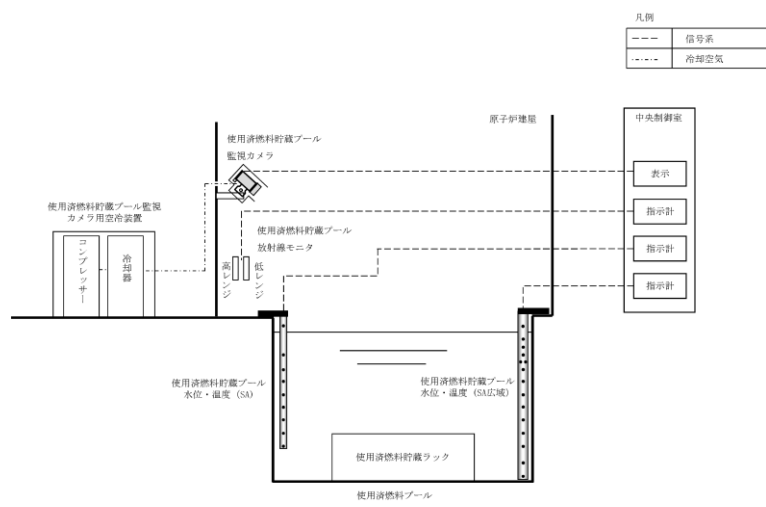 凡例
信号系
冷却空気
原子炉建屋
中央制御室
使用済燃料貯蔵プール
監視カメラ
表示
使用済燃料貯蔵プール監視
カメラ用空冷装置
指示計
使用済燃料貯蔵プール
放射線モニタ
コンプレッサー
冷却器
高レンジ
低レンジ
指示計
指示計
使用済燃料貯蔵プール
水位・温度(SA)
使用済燃料貯蔵プール
水位・温度(SA広域)
使用済燃料貯蔵ラック
使用済燃料プール